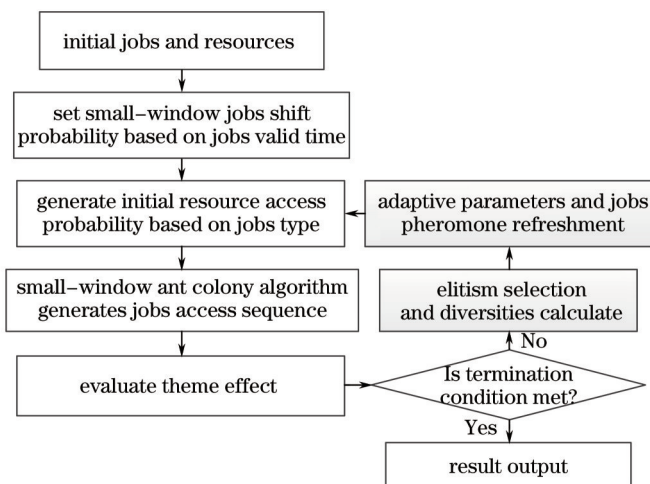 initial jobs and resources
set small-window jobs shift
probability based on jobs valid time
generate initial resource access
probability based on jobs type
adaptive parameters and jobs
pheromone refreshment
small-window ant colony algorithm
generates jobs access sequence
elitism selection
and diversities calculate
No
evaluate theme effect
Is termination
condition met?
Yes
result output